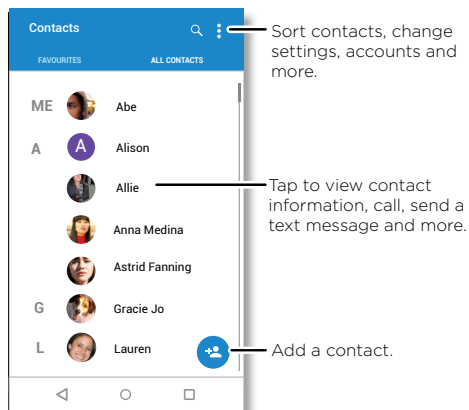 Contacts
Sort contacts, change
settings, accounts and
more.
FAVOURITES ALL CONTACTS
ME Abe
A A Alison
Allie
Tap to view contact
information, call, send a
text message and more.
Anna Medina
Astrid Fanning
G Gracie Jo
L Lauren
Add a contact.